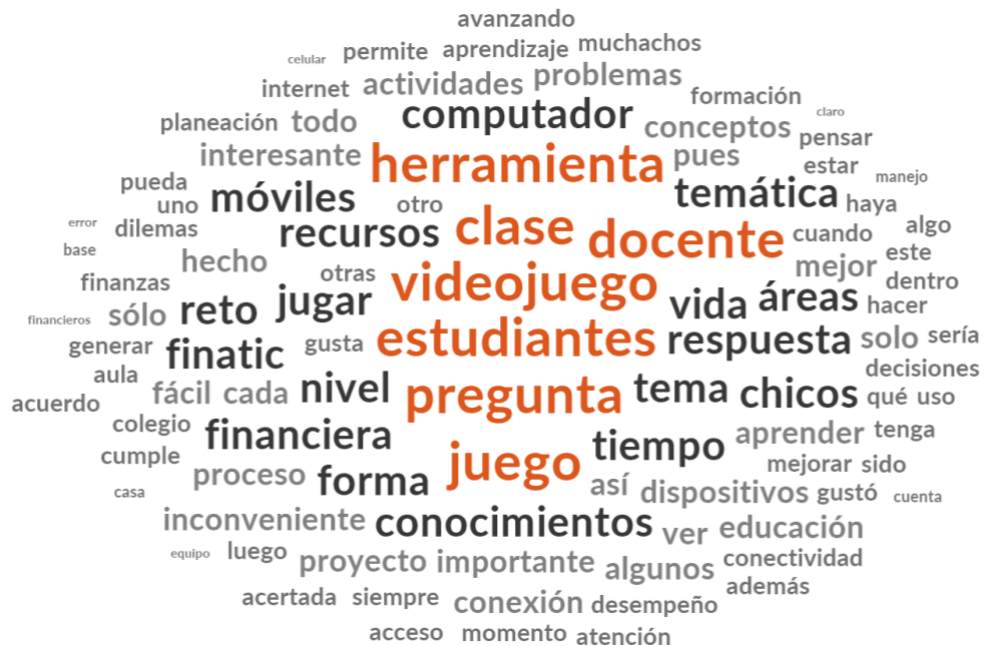 avanzando
celular permite aprendizaje muchachos
internet actividades problemas
planeación todo computador conceptos formación claro
interesante herramienta pues pensar
pueda móviles otro temática estar manejo
uno recursos clase docente haya
error dilemas cuando algo
base hecho otras videojuego mejor este
finanzas jugar vida áreas dentro
financieros sólo reto hacer
generar finatic gusta estudiantes respuesta solo sería
aula decisiones
acuerdo fácil cada nivel pregunta tema chicos qué uso
colegio financiera juego tiempo aprender tenga
cumple proceso forma así mejorar sido
casa dispositivos gustó cuenta
inconveniente conocimientos ver educación
equipo luego proyecto importante algunos conectividad
acertada siempre conexión desempeño además
acceso momento atención